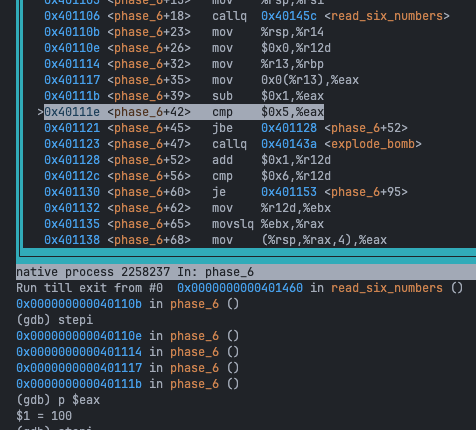 0x401103 <phase_6+15> mov %rsp,%rsi
0x401106 <phase_6+18> callq 0x40145c <read_six_numbers>
0x40110b <phase_6+23> mov %rsp,%r14
0x40110e <phase_6+26> mov $0x0,%r12d
0x401114 <phase_6+32> mov %r13,%rbp
0x401117 <phase_6+35> mov 0x0(%r13),%eax
0x40111b <phase_6+39> sub $0x1,%eax
>0x40111e <phase_6+42> cmp $0x5,%eax
0x401121 <phase_6+45> jbe 0x401128 <phase_6+52>
0x401123 <phase_6+47> callq 0x40143a <explode_bomb>
0x401128 <phase_6+52> add $0x1,%r12d
0x40112c <phase_6+56> cmp $0x6,%r12d
0x401130 <phase_6+60> je 0x401153 <phase_6+95>
0x401132 <phase_6+62> mov %r12d,%ebx
0x401135 <phase_6+65> movslq %ebx,%rax
0x401138 <phase_6+68> mov (%rsp,%rax,4),%eax
native process 2258237 In: phase_6
Run till exit from #0 0x0000000000401460 in read_six_numbers ()
0x000000000040110b in phase_6 ()
(gdb) stepi
0x000000000040110e in phase_6 ()
0x0000000000401114 in phase_6 ()
0x0000000000401117 in phase_6 ()
0x000000000040111b in phase_6 ()
(gdb) p $eax
$1 = 100
(gdb) stepi